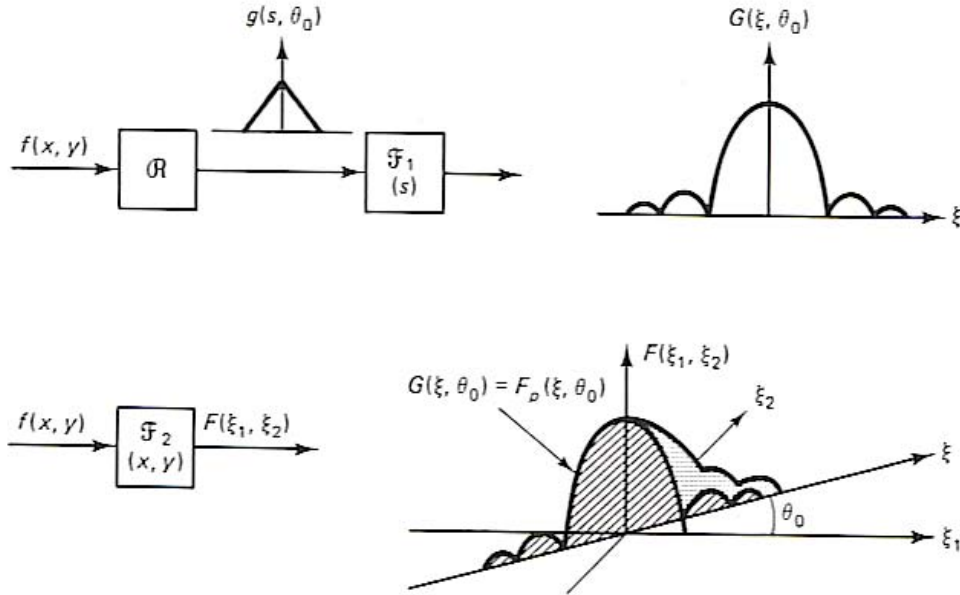 g(s, θ₀)
G(ξ, θ₀)
f(x, y)
ℛ
ℱ₁
(s)
ξ
F(ξ₁, ξ₂)
G(ξ, θ₀) = Fₚ(ξ, θ₀)
ξ₂
f(x, y)
ℱ₂
(x, y)
F(ξ₁, ξ₂)
ξ
θ₀
ξ₁